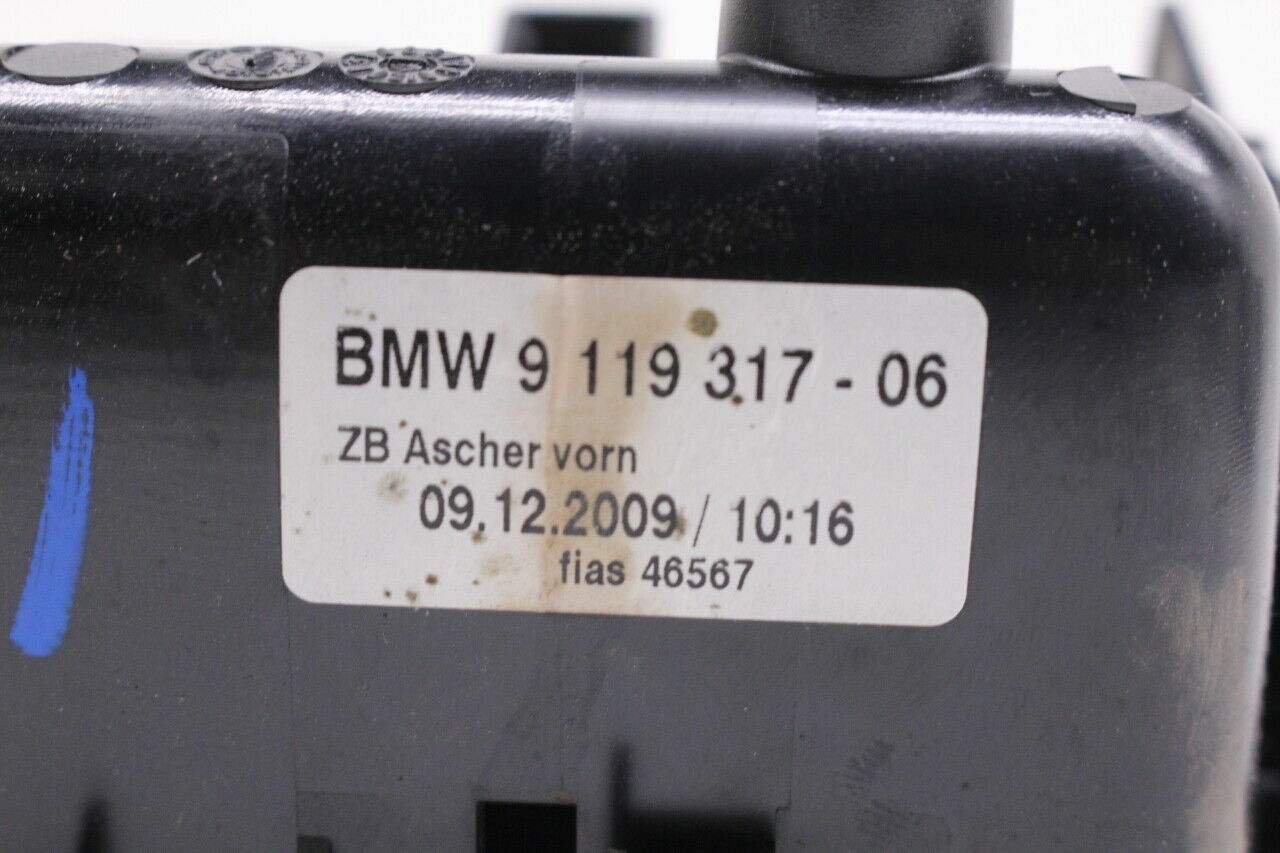 BMW 9 119 317 - 06
ZB Ascher vorn
09.12.2009 / 10:16
fias 46567